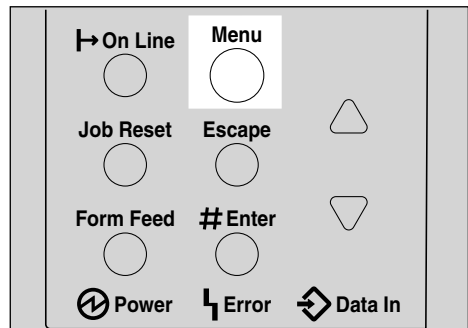 On Line Menu
Job Reset Escape
Form Feed # Enter
Power Error Data In